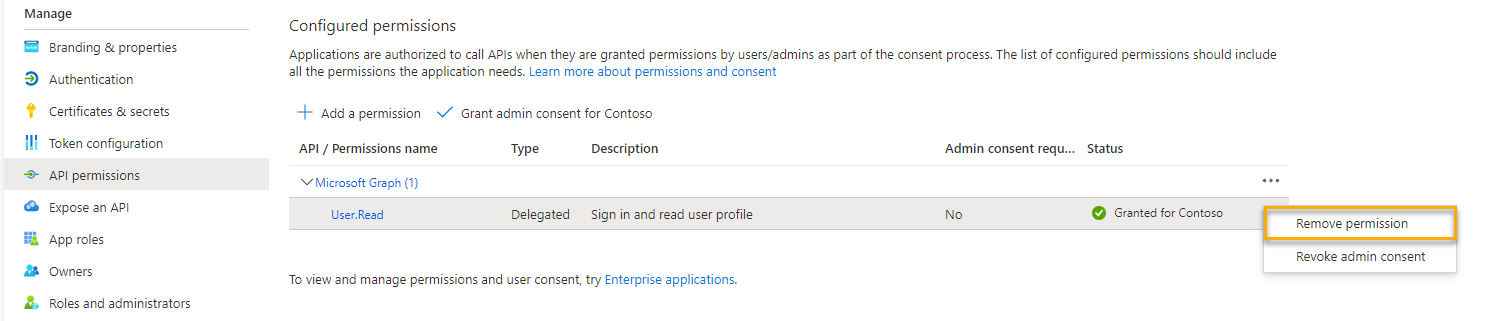 Manage
Branding & properties
Authentication
Certificates & secrets
Token configuration
API permissions
Expose an API
App roles
Owners
Roles and administrators
Configured permissions
Applications are authorized to call APIs when they are granted permissions by users/admins as part of the consent process. The list of configured permissions should include
all the permissions the application needs. Learn more about permissions and consent
Add a permission Grant admin consent for Contoso
API / Permissions name Type Description Admin consent requ... Status
Microsoft Graph (1)
User.Read Delegated Sign in and read user profile No Granted for Contoso
Remove permission
Revoke admin consent
To view and manage permissions and user consent, try Enterprise applications.